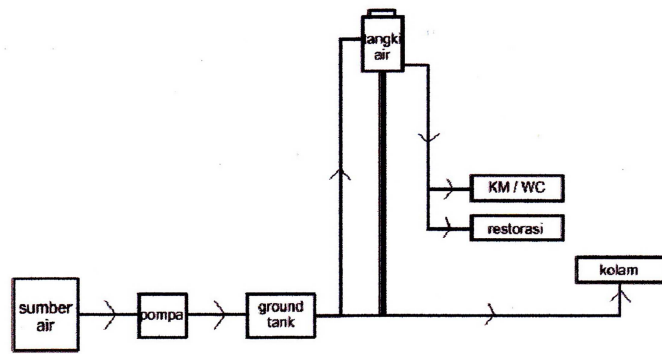 tangki
air
KM / WC
restorasi
kolam
sumber
air
pompa
ground
tank